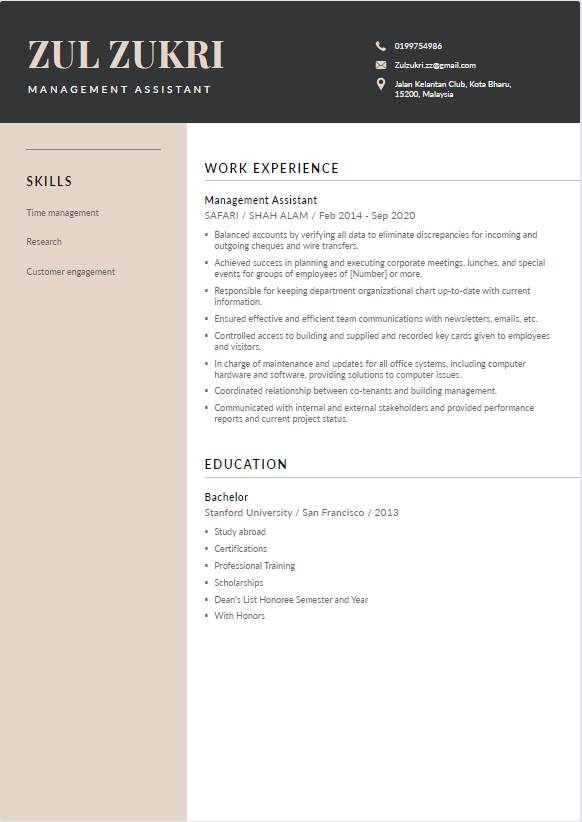 ZUL ZUKRI
MANAGEMENT ASSISTANT
0199754986
Zulzukri.zz@gmail.com
Jalan Kelantan Club, Kota Bharu,
15200, Malaysia
SKILLS
Time management
Research
Customer engagement
WORK EXPERIENCE
Management Assistant
SAFARI / SHAH ALAM / Feb 2014 - Sep 2020
▪ Balanced accounts by verifying all data to eliminate discrepancies for incoming and
outgoing cheques and wire transfers.
▪ Achieved success in planning and executing corporate meetings, lunches, and special
events for groups of employees of [Number] or more.
▪ Responsible for keeping department organizational chart up-to-date with current
information.
▪ Ensured effective and efficient team communications with newsletters, emails, etc.
▪ Controlled access to building and supplied and recorded key cards given to employees
and visitors.
▪ In charge of maintenance and updates for all office systems, including computer
hardware and software, providing solutions to computer issues.
▪ Coordinated relationship between co-tenants and building management.
▪ Communicated with internal and external stakeholders and provided performance
reports and current project status.
EDUCATION
Bachelor
Stanford University / San Francisco / 2013
▪ Study abroad
▪ Certifications
▪ Professional Training
▪ Scholarships
▪ Dean's List Honoree Semester and Year
▪ With Honors